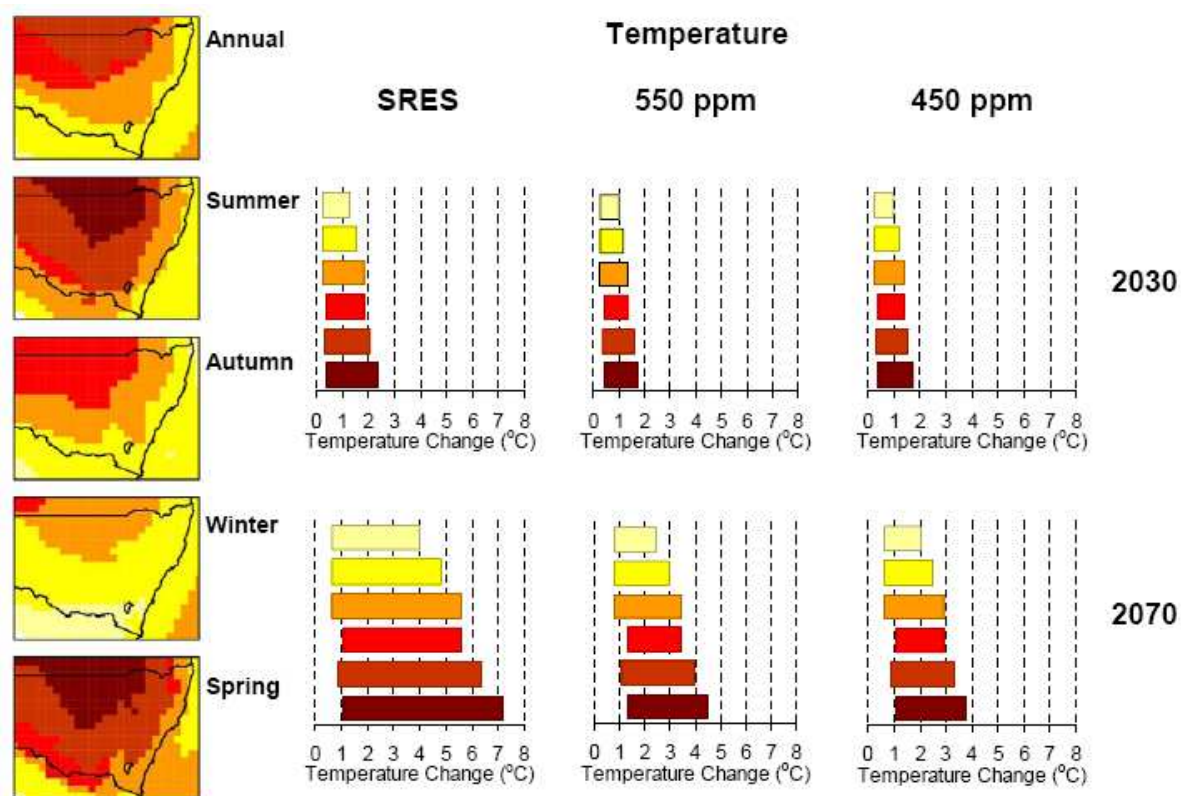 Annual
Temperature
SRES 550 ppm 450 ppm
Summer
2030
Autumn
0 1 2 3 4 5 6 7 8 0 1 2 3 4 5 6 7 8 0 1 2 3 4 5 6 7 8
Temperature Change (°C) Temperature Change (°C) Temperature Change (°C)
Winter
2070
Spring
0 1 2 3 4 5 6 7 8 0 1 2 3 4 5 6 7 8 0 1 2 3 4 5 6 7 8
Temperature Change (°C) Temperature Change (°C) Temperature Change (°C)